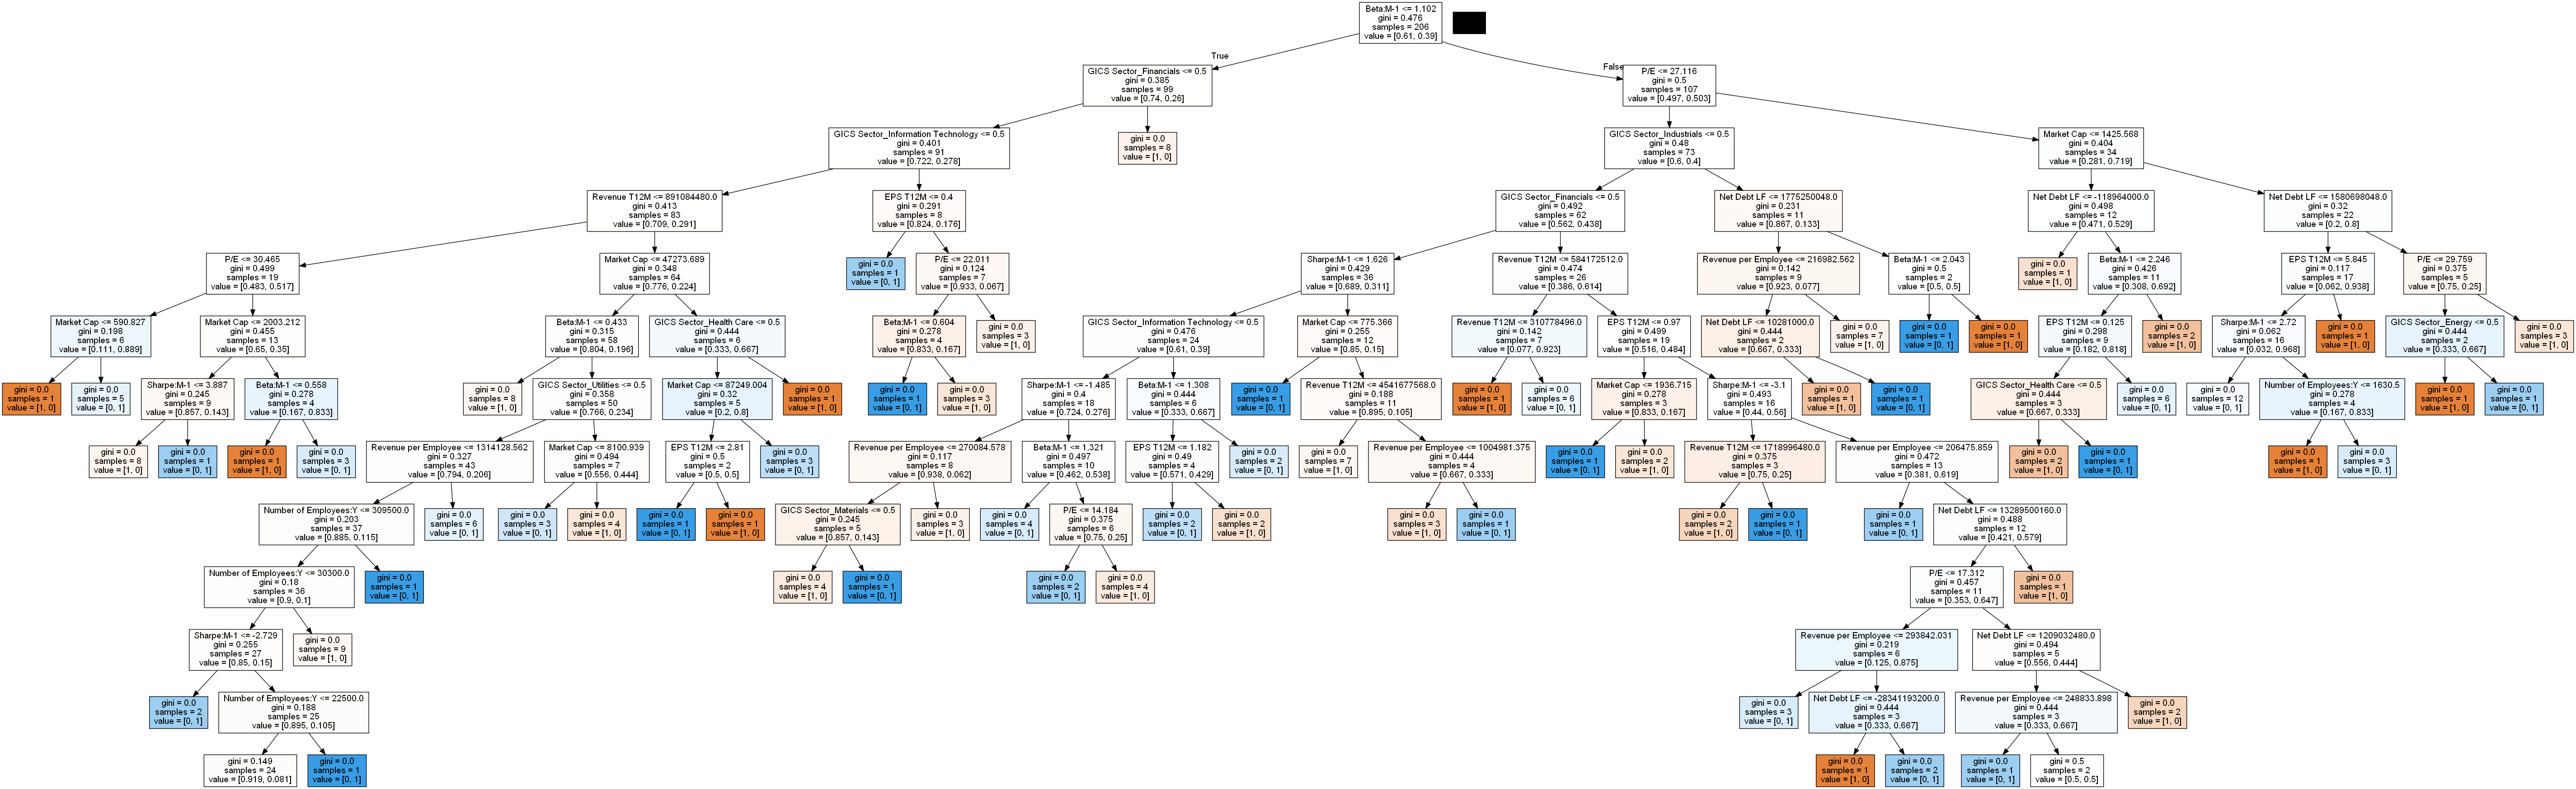 Beta:M-1 <= 1.102
gini = 0.476
samples = 206
value = [0.61, 0.39]
True
False
GICS Sector_Financials <= 0.5
gini = 0.385
samples = 99
value = [0.74, 0.26]
P/E <= 27.116
gini = 0.5
samples = 107
value = [0.497, 0.503]
GICS Sector_Information Technology <= 0.5
gini = 0.401
samples = 91
value = [0.722, 0.278]
gini = 0.0
samples = 8
value = [1, 0]
GICS Sector_Industrials <= 0.5
gini = 0.48
samples = 73
value = [0.6, 0.4]
Market Cap <= 1425.568
gini = 0.404
samples = 34
value = [0.281, 0.719]
Revenue T12M <= 891084480.0
gini = 0.413
samples = 83
value = [0.709, 0.291]
EPS T12M <= 0.4
gini = 0.291
samples = 8
value = [0.824, 0.176]
GICS Sector_Financials <= 0.5
gini = 0.492
samples = 62
value = [0.562, 0.438]
Net Debt LF <= 1775250048.0
gini = 0.231
samples = 11
value = [0.867, 0.133]
Net Debt LF <= -118964000.0
gini = 0.498
samples = 12
value = [0.471, 0.529]
Net Debt LF <= 1580698048.0
gini = 0.32
samples = 22
value = [0.2, 0.8]
P/E <= 30.465
gini = 0.499
samples = 19
value = [0.483, 0.517]
Market Cap <= 47273.689
gini = 0.348
samples = 64
value = [0.776, 0.224]
gini = 0.0
samples = 1
value = [0, 1]
P/E <= 22.011
gini = 0.124
samples = 7
value = [0.933, 0.067]
Sharpe:M-1 <= 1.626
gini = 0.429
samples = 36
value = [0.689, 0.311]
Revenue T12M <= 584172512.0
gini = 0.474
samples = 26
value = [0.386, 0.614]
Revenue per Employee <= 216982.562
gini = 0.142
samples = 9
value = [0.923, 0.077]
Beta:M-1 <= 2.043
gini = 0.5
samples = 2
value = [0.5, 0.5]
gini = 0.0
samples = 1
value = [1, 0]
Beta:M-1 <= 2.246
gini = 0.426
samples = 11
value = [0.308, 0.692]
EPS T12M <= 5.845
gini = 0.117
samples = 17
value = [0.062, 0.938]
P/E <= 29.759
gini = 0.375
samples = 5
value = [0.75, 0.25]
Market Cap <= 590.827
gini = 0.198
samples = 6
value = [0.111, 0.889]
Market Cap <= 2003.212
gini = 0.455
samples = 13
value = [0.65, 0.35]
Beta:M-1 <= 0.433
gini = 0.315
samples = 58
value = [0.804, 0.196]
GICS Sector_Health Care <= 0.5
gini = 0.444
samples = 6
value = [0.333, 0.667]
Beta:M-1 <= 0.604
gini = 0.278
samples = 4
value = [0.833, 0.167]
gini = 0.0
samples = 3
value = [1, 0]
GICS Sector_Information Technology <= 0.5
gini = 0.476
samples = 24
value = [0.61, 0.39]
Market Cap <= 775.366
gini = 0.255
samples = 12
value = [0.85, 0.15]
Revenue T12M <= 310778496.0
gini = 0.142
samples = 7
value = [0.077, 0.923]
EPS T12M <= 0.97
gini = 0.499
samples = 19
value = [0.516, 0.484]
Net Debt LF <= 10281000.0
gini = 0.444
samples = 2
value = [0.667, 0.333]
gini = 0.0
samples = 7
value = [1, 0]
gini = 0.0
samples = 1
value = [0, 1]
gini = 0.0
samples = 1
value = [1, 0]
EPS T12M <= 0.125
gini = 0.298
samples = 9
value = [0.182, 0.818]
gini = 0.0
samples = 2
value = [1, 0]
Sharpe:M-1 <= 2.72
gini = 0.062
samples = 16
value = [0.032, 0.968]
gini = 0.0
samples = 1
value = [1, 0]
GICS Sector_Energy <= 0.5
gini = 0.444
samples = 2
value = [0.333, 0.667]
gini = 0.0
samples = 3
value = [1, 0]
gini = 0.0
samples = 1
value = [1, 0]
gini = 0.0
samples = 5
value = [0, 1]
Sharpe:M-1 <= 3.887
gini = 0.245
samples = 9
value = [0.857, 0.143]
Beta:M-1 <= 0.558
gini = 0.278
samples = 4
value = [0.167, 0.833]
gini = 0.0
samples = 8
value = [1, 0]
GICS Sector_Utilities <= 0.5
gini = 0.358
samples = 50
value = [0.766, 0.234]
Market Cap <= 87249.004
gini = 0.32
samples = 5
value = [0.2, 0.8]
gini = 0.0
samples = 1
value = [1, 0]
gini = 0.0
samples = 1
value = [0, 1]
gini = 0.0
samples = 3
value = [1, 0]
Sharpe:M-1 <= -1.485
gini = 0.4
samples = 18
value = [0.724, 0.276]
Beta:M-1 <= 1.308
gini = 0.444
samples = 6
value = [0.333, 0.667]
gini = 0.0
samples = 1
value = [0, 1]
Revenue T12M <= 4541677568.0
gini = 0.188
samples = 11
value = [0.895, 0.105]
gini = 0.0
samples = 1
value = [1, 0]
gini = 0.0
samples = 6
value = [0, 1]
Market Cap <= 1936.715
gini = 0.278
samples = 3
value = [0.833, 0.167]
Sharpe:M-1 <= -3.1
gini = 0.493
samples = 16
value = [0.44, 0.56]
gini = 0.0
samples = 1
value = [1, 0]
gini = 0.0
samples = 1
value = [0, 1]
GICS Sector_Health Care <= 0.5
gini = 0.444
samples = 3
value = [0.667, 0.333]
gini = 0.0
samples = 6
value = [0, 1]
gini = 0.0
samples = 12
value = [0, 1]
Number of Employees:Y <= 1630.5
gini = 0.278
samples = 4
value = [0.167, 0.833]
gini = 0.0
samples = 1
value = [1, 0]
gini = 0.0
samples = 1
value = [0, 1]
gini = 0.0
samples = 8
value = [1, 0]
gini = 0.0
samples = 1
value = [0, 1]
gini = 0.0
samples = 1
value = [1, 0]
gini = 0.0
samples = 3
value = [0, 1]
Revenue per Employee <= 1314128.562
gini = 0.327
samples = 43
value = [0.794, 0.206]
Market Cap <= 8100.939
gini = 0.494
samples = 7
value = [0.556, 0.444]
EPS T12M <= 2.81
gini = 0.5
samples = 2
value = [0.5, 0.5]
gini = 0.0
samples = 3
value = [0, 1]
Revenue per Employee <= 270084.578
gini = 0.117
samples = 8
value = [0.938, 0.062]
Beta:M-1 <= 1.321
gini = 0.497
samples = 10
value = [0.462, 0.538]
EPS T12M <= 1.182
gini = 0.49
samples = 4
value = [0.571, 0.429]
gini = 0.0
samples = 2
value = [0, 1]
gini = 0.0
samples = 7
value = [1, 0]
Revenue per Employee <= 1004981.375
gini = 0.444
samples = 4
value = [0.667, 0.333]
gini = 0.0
samples = 1
value = [0, 1]
gini = 0.0
samples = 2
value = [1, 0]
Revenue T12M <= 1718996480.0
gini = 0.375
samples = 3
value = [0.75, 0.25]
Revenue per Employee <= 206475.859
gini = 0.472
samples = 13
value = [0.381, 0.619]
gini = 0.0
samples = 2
value = [1, 0]
gini = 0.0
samples = 1
value = [0, 1]
gini = 0.0
samples = 1
value = [1, 0]
gini = 0.0
samples = 3
value = [0, 1]
Number of Employees:Y <= 309500.0
gini = 0.203
samples = 37
value = [0.885, 0.115]
gini = 0.0
samples = 6
value = [0, 1]
gini = 0.0
samples = 3
value = [0, 1]
gini = 0.0
samples = 4
value = [1, 0]
gini = 0.0
samples = 1
value = [0, 1]
gini = 0.0
samples = 1
value = [1, 0]
GICS Sector_Materials <= 0.5
gini = 0.245
samples = 5
value = [0.857, 0.143]
gini = 0.0
samples = 3
value = [1, 0]
gini = 0.0
samples = 4
value = [0, 1]
P/E <= 14.184
gini = 0.375
samples = 6
value = [0.75, 0.25]
gini = 0.0
samples = 2
value = [0, 1]
gini = 0.0
samples = 2
value = [1, 0]
gini = 0.0
samples = 3
value = [1, 0]
gini = 0.0
samples = 1
value = [0, 1]
gini = 0.0
samples = 2
value = [1, 0]
gini = 0.0
samples = 1
value = [0, 1]
gini = 0.0
samples = 1
value = [0, 1]
Net Debt LF <= 13289500160.0
gini = 0.488
samples = 12
value = [0.421, 0.579]
Number of Employees:Y <= 30300.0
gini = 0.18
samples = 36
value = [0.9, 0.1]
gini = 0.0
samples = 1
value = [0, 1]
gini = 0.0
samples = 4
value = [1, 0]
gini = 0.0
samples = 1
value = [0, 1]
gini = 0.0
samples = 2
value = [0, 1]
gini = 0.0
samples = 4
value = [1, 0]
P/E <= 17.312
gini = 0.457
samples = 11
value = [0.353, 0.647]
gini = 0.0
samples = 1
value = [1, 0]
Sharpe:M-1 <= -2.729
gini = 0.255
samples = 27
value = [0.85, 0.15]
gini = 0.0
samples = 9
value = [1, 0]
Revenue per Employee <= 293842.031
gini = 0.219
samples = 6
value = [0.125, 0.875]
Net Debt LF <= 1209032480.0
gini = 0.494
samples = 5
value = [0.556, 0.444]
gini = 0.0
samples = 2
value = [0, 1]
Number of Employees:Y <= 22500.0
gini = 0.188
samples = 25
value = [0.895, 0.105]
gini = 0.0
samples = 3
value = [0, 1]
Net Debt LF <= -28341193200.0
gini = 0.444
samples = 3
value = [0.333, 0.667]
Revenue per Employee <= 248833.898
gini = 0.444
samples = 3
value = [0.333, 0.667]
gini = 0.0
samples = 2
value = [1, 0]
gini = 0.149
samples = 24
value = [0.919, 0.081]
gini = 0.0
samples = 1
value = [0, 1]
gini = 0.0
samples = 1
value = [1, 0]
gini = 0.0
samples = 2
value = [0, 1]
gini = 0.0
samples = 1
value = [0, 1]
gini = 0.5
samples = 2
value = [0.5, 0.5]